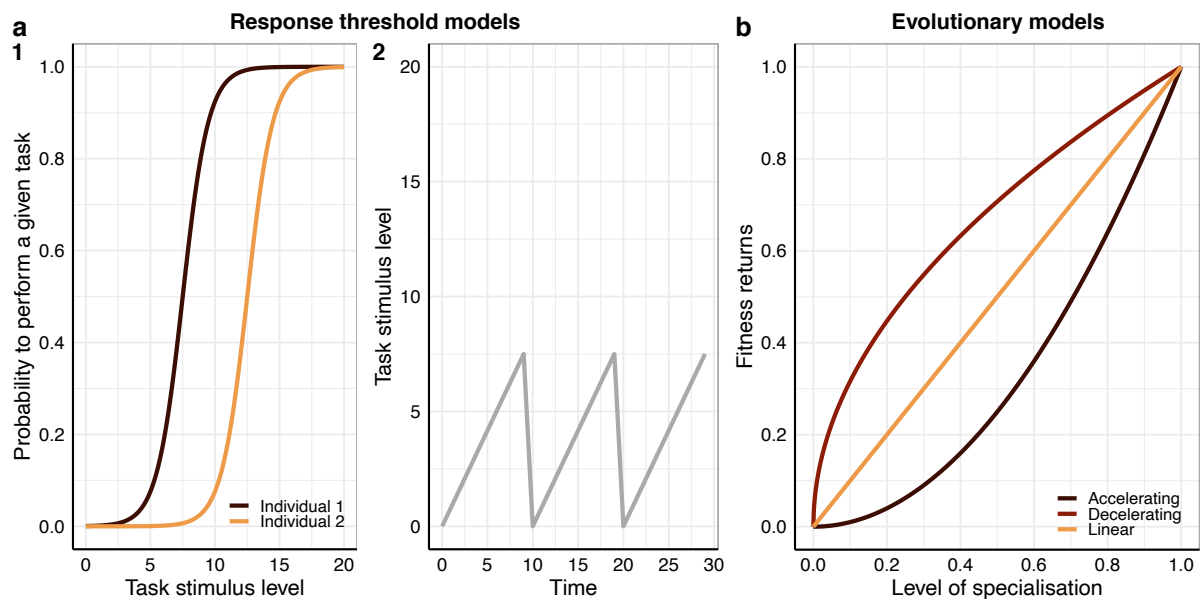 a
Response threshold models
1
Probability to perform a given task
1.0
0.8
0.6
0.4
0.2
0.0
0
5
10
15
20
Task stimulus level
Individual 1
Individual 2
2
Task stimulus level
20
15
10
5
0
0
5
10
15
20
25
30
Time
b
Evolutionary models
Fitness returns
1.0
0.8
0.6
0.4
0.2
0.0
0.0
0.2
0.4
0.6
0.8
1.0
Level of specialisation
Accelerating
Decelerating
Linear